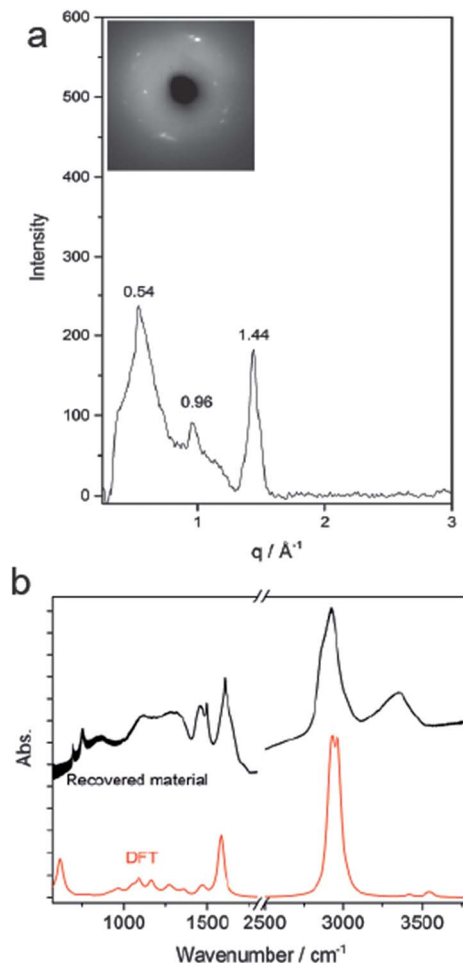 a
600
500
400
300
200
100
0
Intensity
0.54
0.96
1.44
1
2
3
q / Å⁻¹
b
Abs.
Recovered material
DFT
1000
1500
2500
3000
3500
Wavenumber / cm⁻¹